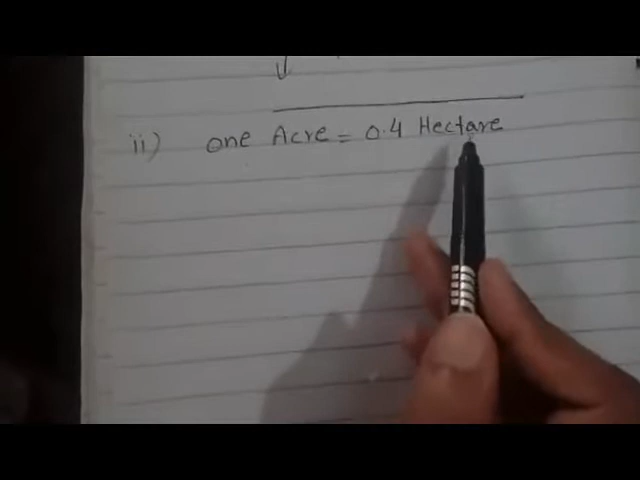 ii) one Acre = 0.4 Hectare